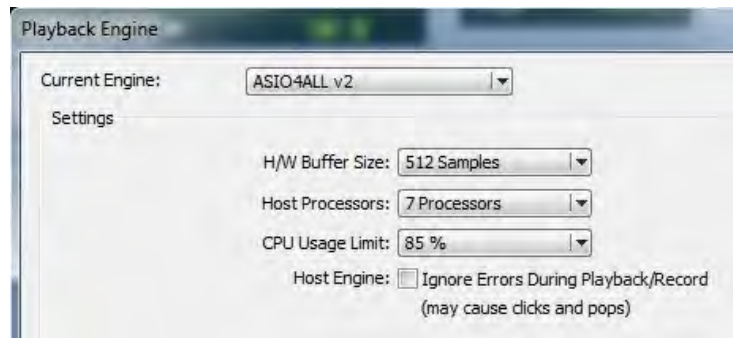 Playback Engine
Current Engine: ASIO4ALL v2
Settings
H/W Buffer Size: 512 Samples
Host Processors: 7 Processors
CPU Usage Limit: 85 %
Host Engine: Ignore Errors During Playback/Record
(may cause clicks and pops)